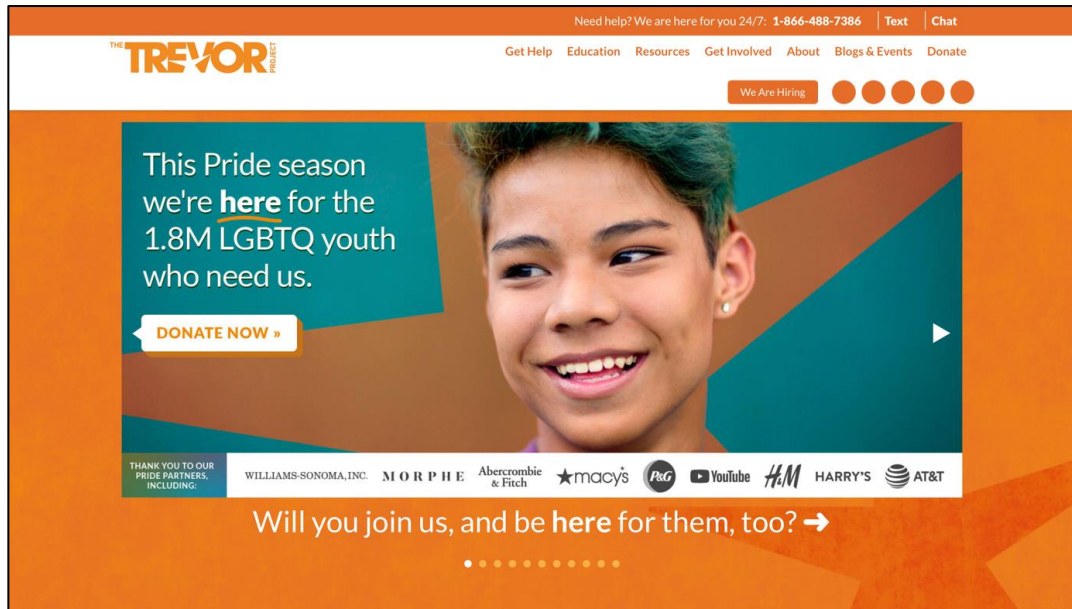 Need help? We are here for you 24/7: 1-866-488-7386 Text Chat
THE TREVOR PROJECT
Get Help Education Resources Get Involved About Blogs & Events Donate
We Are Hiring
This Pride season
we're here for the
1.8M LGBTQ youth
who need us.
DONATE NOW »
THANK YOU TO OUR
PRIDE PARTNERS,
INCLUDING:
WILLIAMS-SONOMA, INC. MORPHE Abercrombie & Fitch macy's P&G YouTube H&M HARRY'S AT&T
Will you join us, and be here for them, too? →